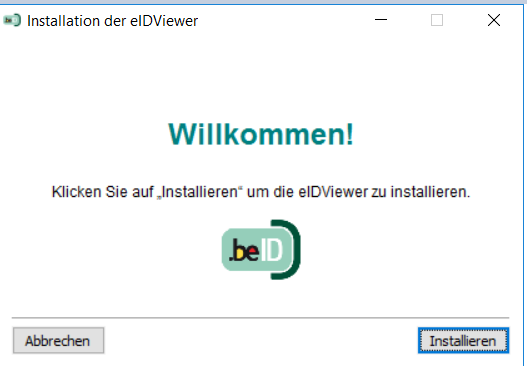 Installation der eIDViewer
Willkommen!
Klicken Sie auf „Installieren“ um die eIDViewer zu installieren.
.beID
Abbrechen
Installieren